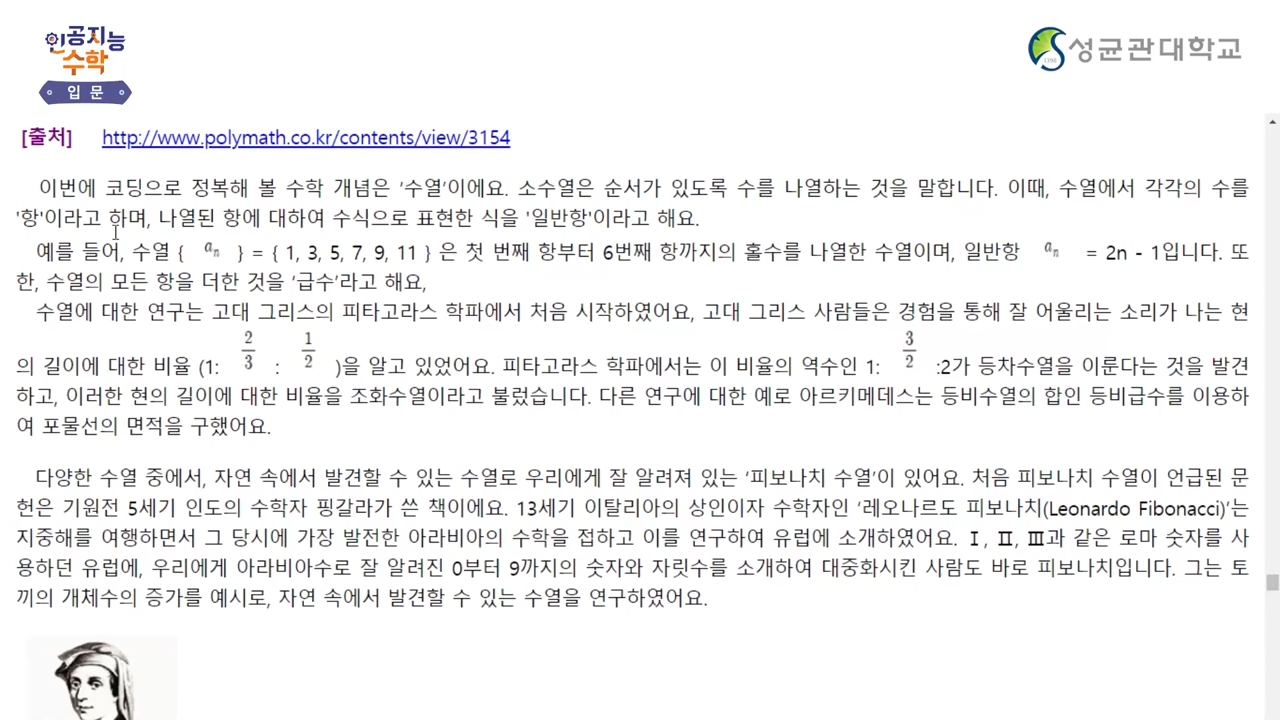 인공지능
수학
입문
성균관대학교
[출처] http://www.polymath.co.kr/contents/view/3154
이번에 코딩으로 정복해 볼 수학 개념은 '수열'이에요. 소수열은 순서가 있도록 수를 나열하는 것을 말합니다. 이때, 수열에서 각각의 수를
'항'이라고 하며, 나열된 항에 대하여 수식으로 표현한 식을 '일반항'이라고 해요.
예를 들어, 수열 { aₙ } = { 1, 3, 5, 7, 9, 11 } 은 첫 번째 항부터 6번째 항까지의 홀수를 나열한 수열이며, 일반항 aₙ = 2n - 1입니다. 또
한, 수열의 모든 항을 더한 것을 '급수'라고 해요,
수열에 대한 연구는 고대 그리스의 피타고라스 학파에서 처음 시작하였어요, 고대 그리스 사람들은 경험을 통해 잘 어울리는 소리가 나는 현
의 길이에 대한 비율 (1: 2/3 : 1/2 )을 알고 있었어요. 피타고라스 학파에서는 이 비율의 역수인 1: 3/2 :2가 등차수열을 이룬다는 것을 발견
하고, 이러한 현의 길이에 대한 비율을 조화수열이라고 불렀습니다. 다른 연구에 대한 예로 아르키메데스는 등비수열의 합인 등비급수를 이용하
여 포물선의 면적을 구했어요.
다양한 수열 중에서, 자연 속에서 발견할 수 있는 수열로 우리에게 잘 알려져 있는 '피보나치 수열'이 있어요. 처음 피보나치 수열이 언급된 문
헌은 기원전 5세기 인도의 수학자 핑갈라가 쓴 책이에요. 13세기 이탈리아의 상인이자 수학자인 '레오나르도 피보나치(Leonardo Fibonacci)'는
지중해를 여행하면서 그 당시에 가장 발전한 아라비아의 수학을 접하고 이를 연구하여 유럽에 소개하였어요. Ⅰ, Ⅱ, Ⅲ과 같은 로마 숫자를 사
용하던 유럽에, 우리에게 아라비아수로 잘 알려진 0부터 9까지의 숫자와 자릿수를 소개하여 대중화시킨 사람도 바로 피보나치입니다. 그는 토
끼의 개체수의 증가를 예시로, 자연 속에서 발견할 수 있는 수열을 연구하였어요.